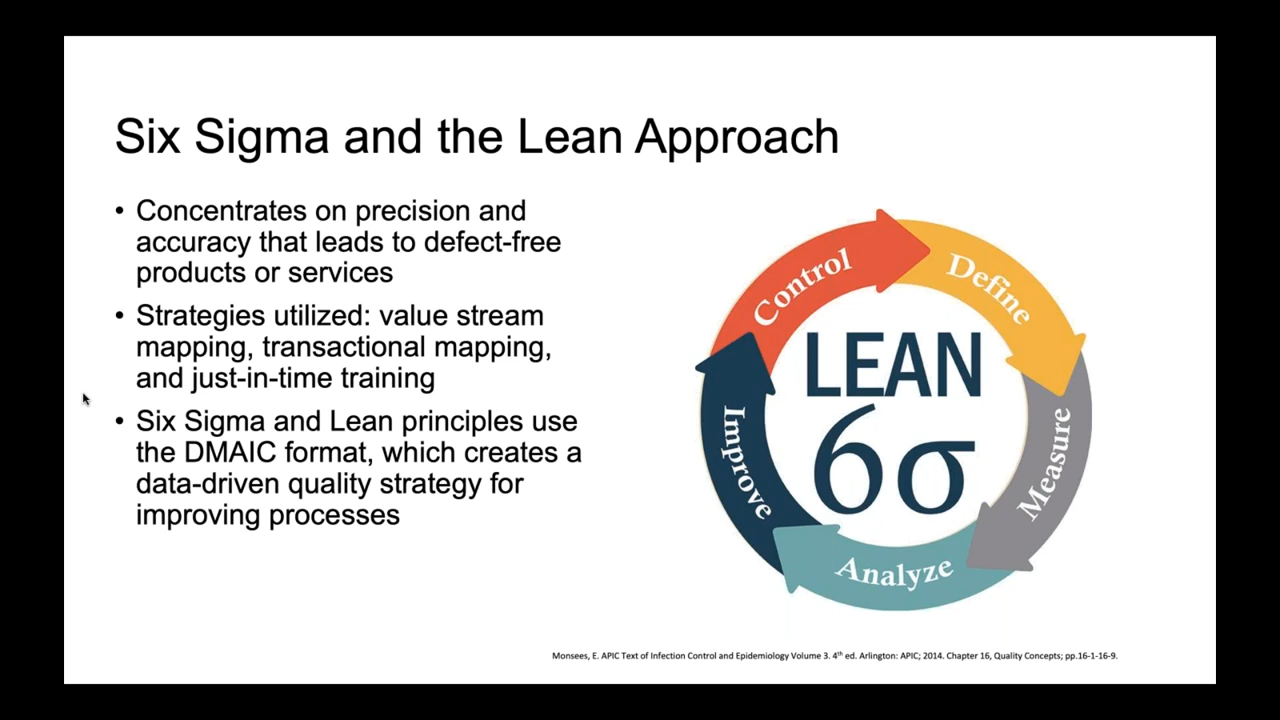 Six Sigma and the Lean Approach
• Concentrates on precision and
accuracy that leads to defect-free
products or services
• Strategies utilized: value stream
mapping, transactional mapping,
and just-in-time training
• Six Sigma and Lean principles use
the DMAIC format, which creates a
data-driven quality strategy for
improving processes
Control
Define
Measure
Analyze
Improve
LEAN
6σ
Monsees, E. APIC Text of Infection Control and Epidemiology Volume 3. 4th ed. Arlington: APIC; 2014. Chapter 16, Quality Concepts; pp.16-1-16-9.